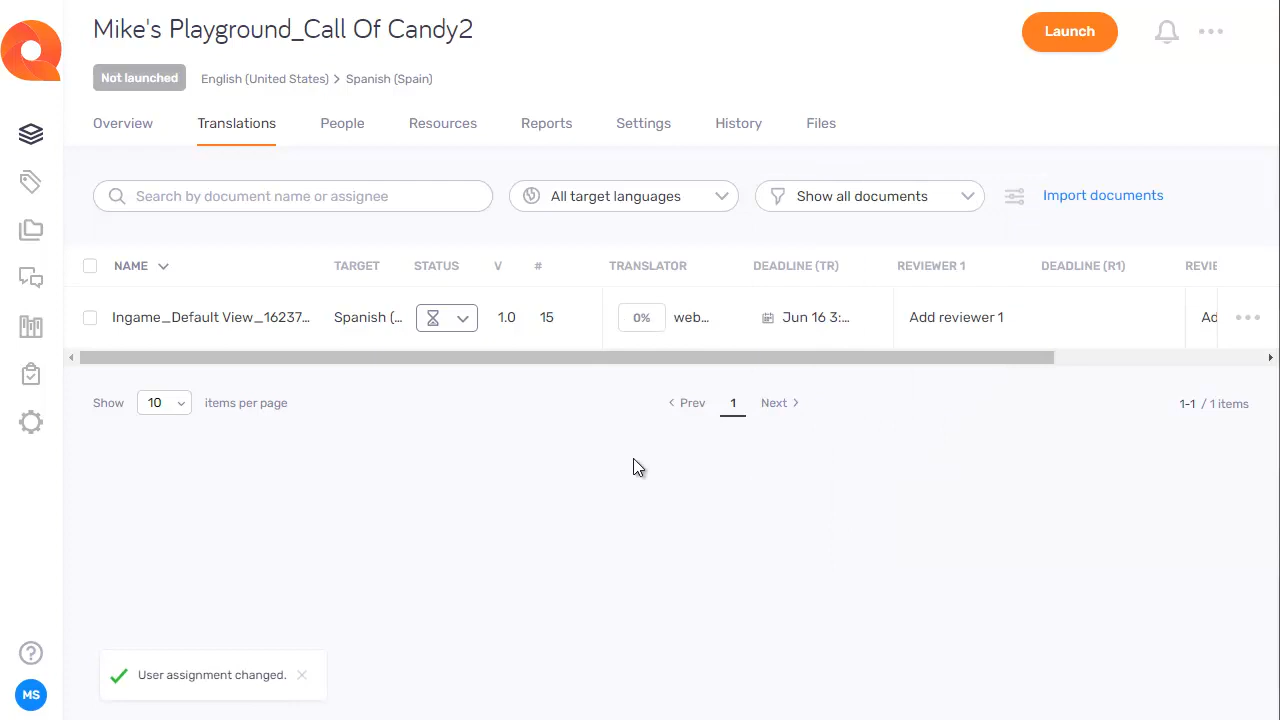 Mike's Playground_Call Of Candy2
Launch
Not launched
English (United States) > Spanish (Spain)
Overview
Translations
People
Resources
Reports
Settings
History
Files
Search by document name or assignee
All target languages
Show all documents
Import documents
NAME
TARGET
STATUS
V
#
TRANSLATOR
DEADLINE (TR)
REVIEWER 1
DEADLINE (R1)
REVIE
Ingame_Default View_16237...
Spanish (...
1.0
15
0%
web...
Jun 16 3:...
Add reviewer 1
Ad
Show 10 items per page
< Prev
1
Next >
1-1 / 1 items
User assignment changed.
MS